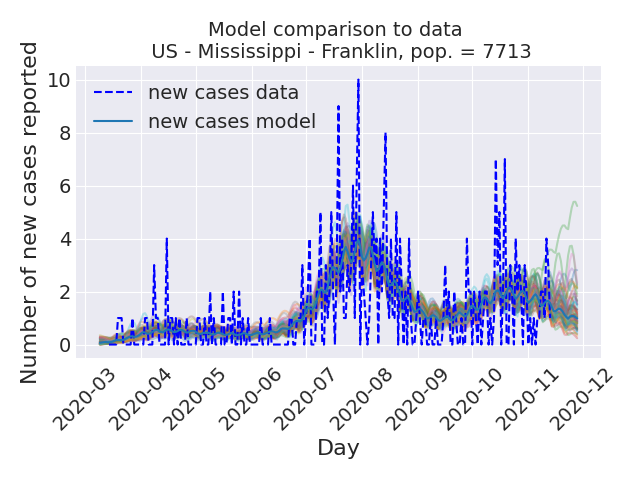 Model comparison to data
US - Mississippi - Franklin, pop. = 7713
Number of new cases reported
10
8
6
4
2
0
new cases data
new cases model
2020-03
2020-04
2020-05
2020-06
2020-07
2020-08
2020-09
2020-10
2020-11
2020-12
Day